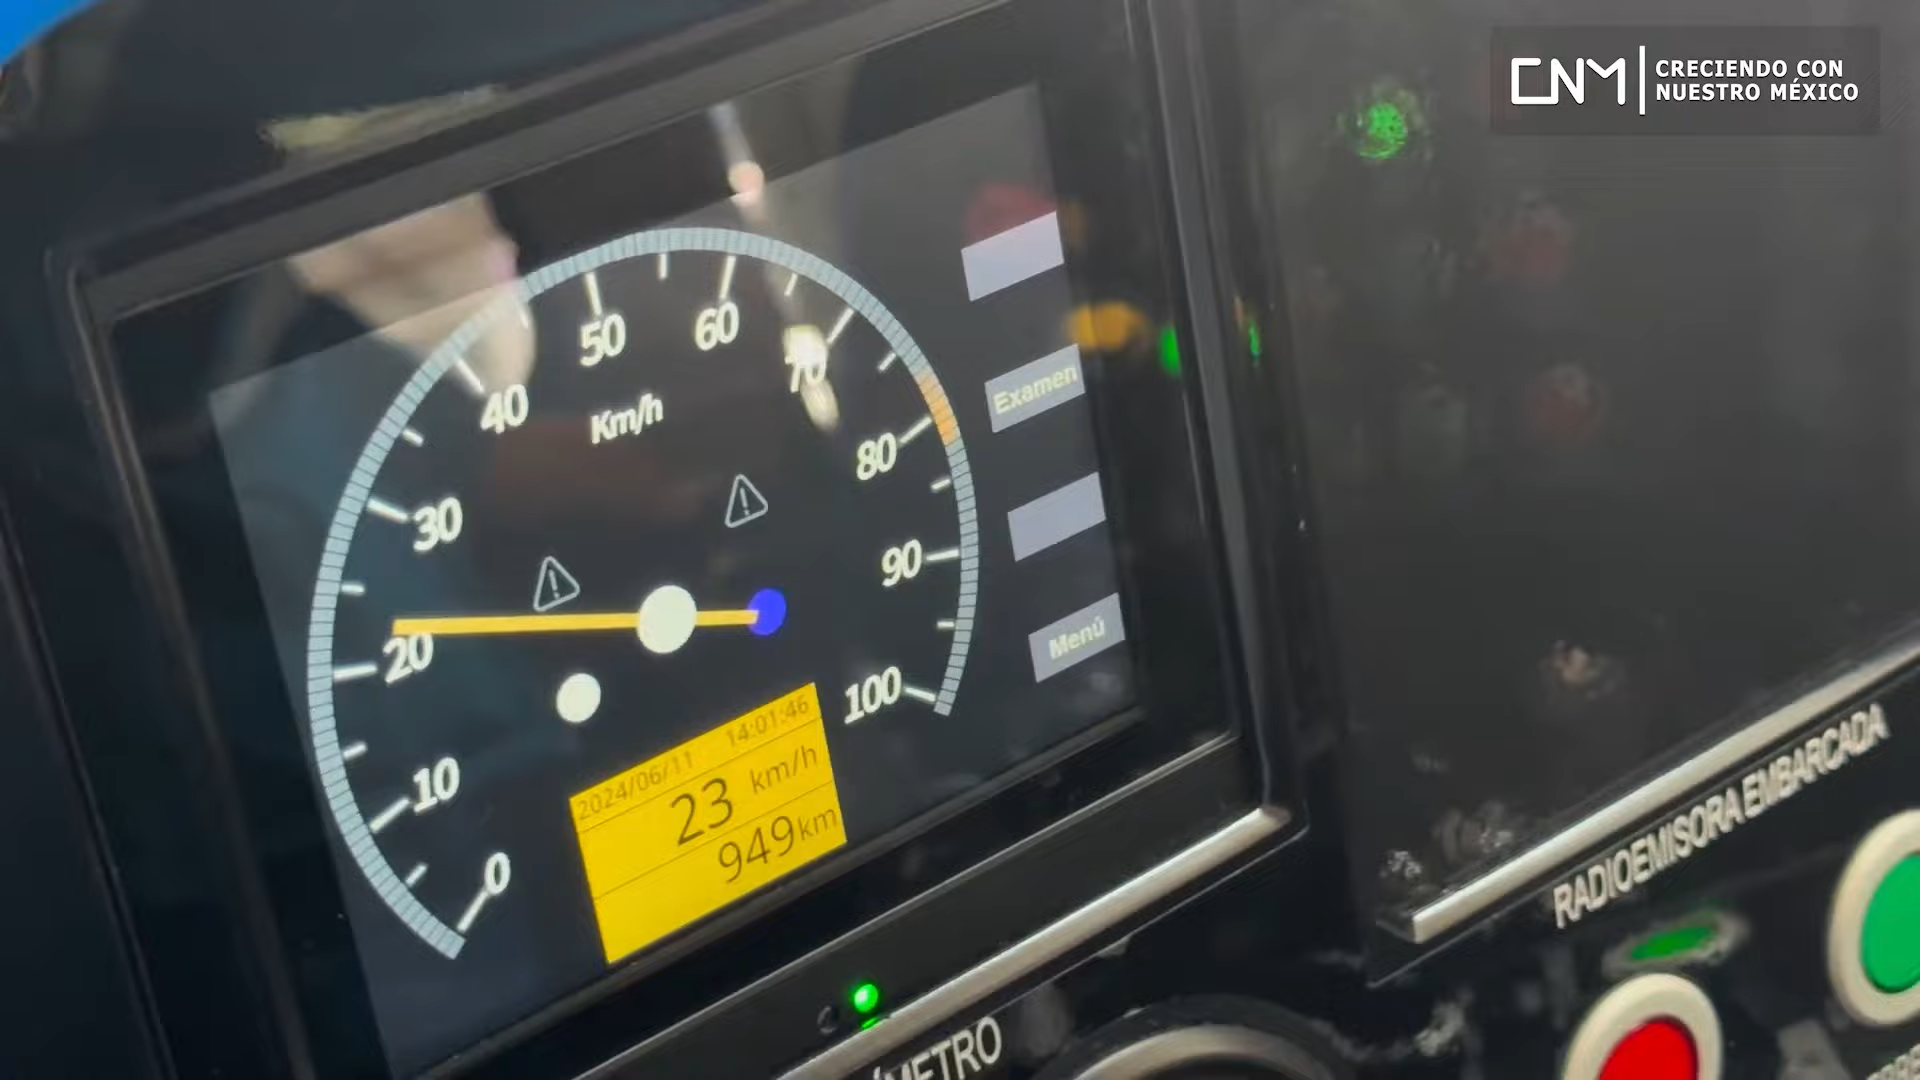 CNM
CRECIENDO CON
NUESTRO MÉXICO
50
60
70
40
Km/h
80
30
90
20
100
10
0
Examen
Menú
2024/06/11 14:01:46
23 km/h
949km
RADIOEMISORA EMBARCADA